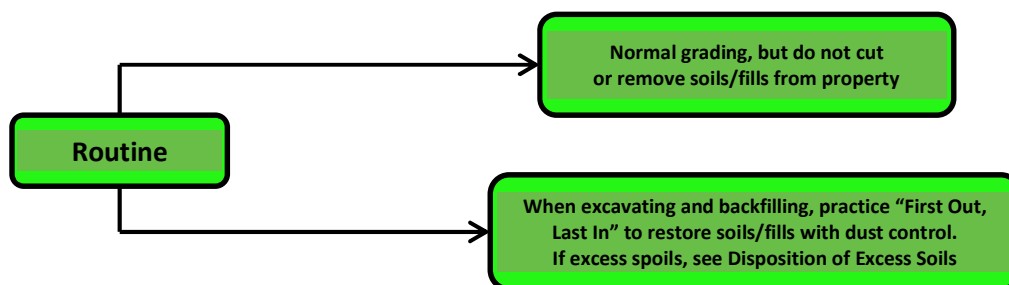 Normal grading, but do not cut
or remove soils/fills from property
Routine
When excavating and backfilling, practice “First Out,
Last In” to restore soils/fills with dust control.
If excess spoils, see Disposition of Excess Soils